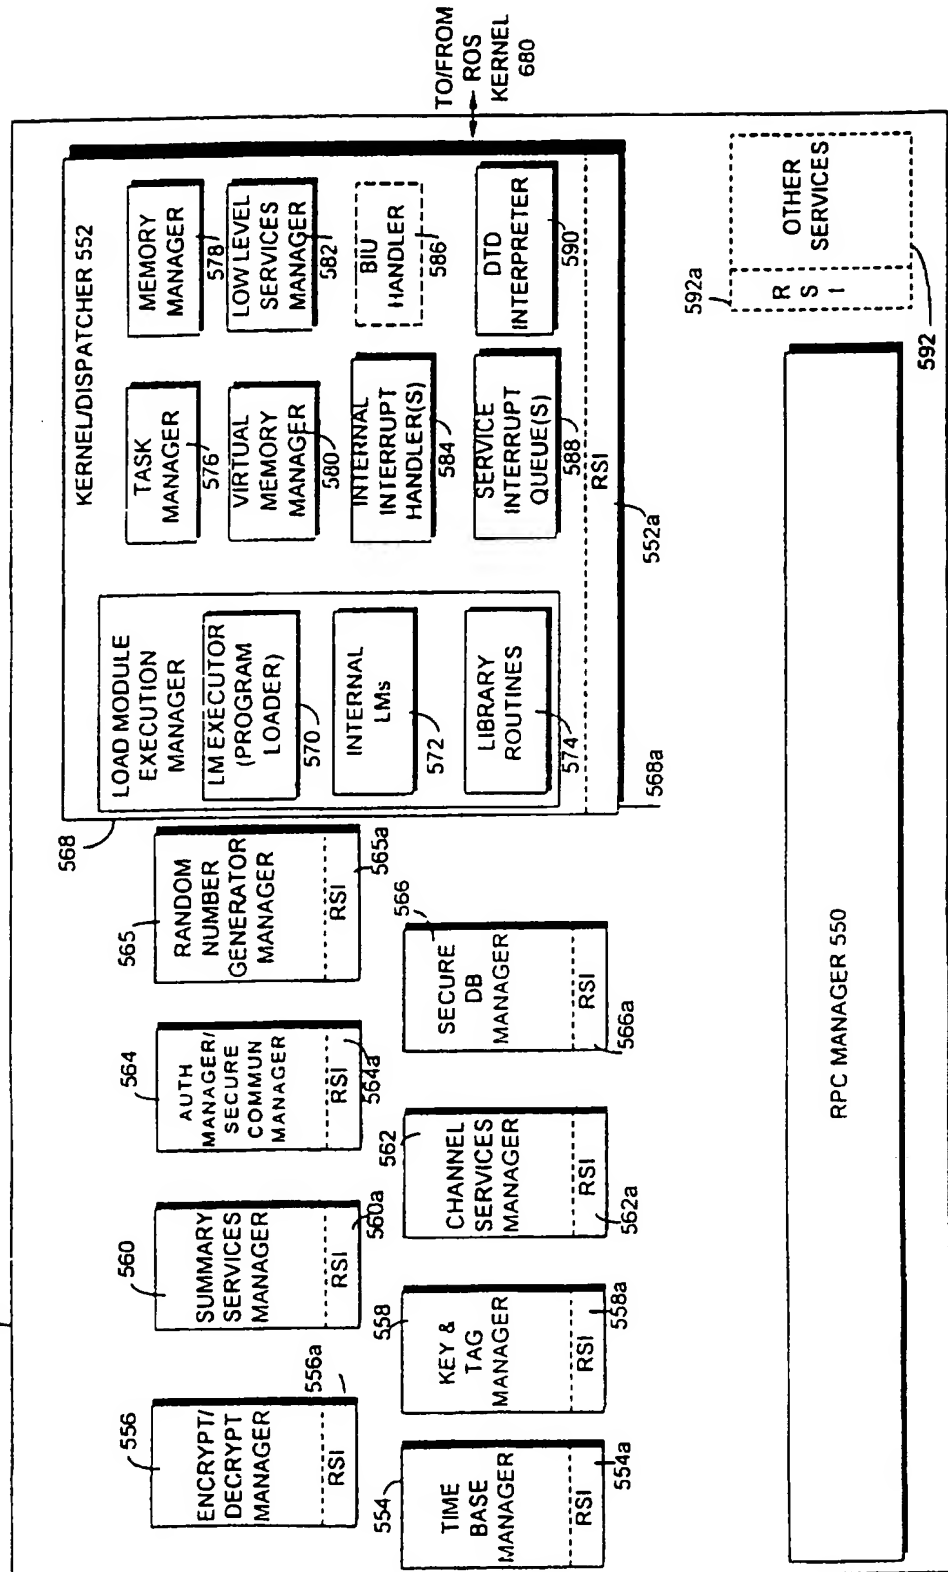 KERNEL/DISPATCHER 552
LOAD MODULE
EXECUTION
MANAGER
LM EXECUTOR
(PROGRAM
LOADER)
570
INTERNAL
LMs
572
LIBRARY
ROUTINES
574
568
568a
TASK
MANAGER
576
MEMORY
MANAGER
578
VIRTUAL
MEMORY
MANAGER
580
LOW LEVEL
SERVICES
MANAGER
582
INTERNAL
INTERRUPT
HANDLER(S)
584
BIU
HANDLER
586
SERVICE
INTERRUPT
QUEUE(S)
588
DTD
INTERPRETER
590
RSI
552a
TO/FROM
ROS
KERNEL
680
556
ENCRYPT/
DECRYPT
MANAGER
RSI
556a
560
SUMMARY
SERVICES
MANAGER
RSI
560a
564
AUTH
MANAGER/
SECURE
COMMUN
MANAGER
RSI
564a
565
RANDOM
NUMBER
GENERATOR
MANAGER
RSI
565a
554
TIME
BASE
MANAGER
RSI
554a
558
KEY &
TAG
MANAGER
RSI
558a
562
CHANNEL
SERVICES
MANAGER
RSI
562a
566
SECURE
DB
MANAGER
RSI
566a
RPC MANAGER 550
592a
R
S
I
OTHER
SERVICES
592